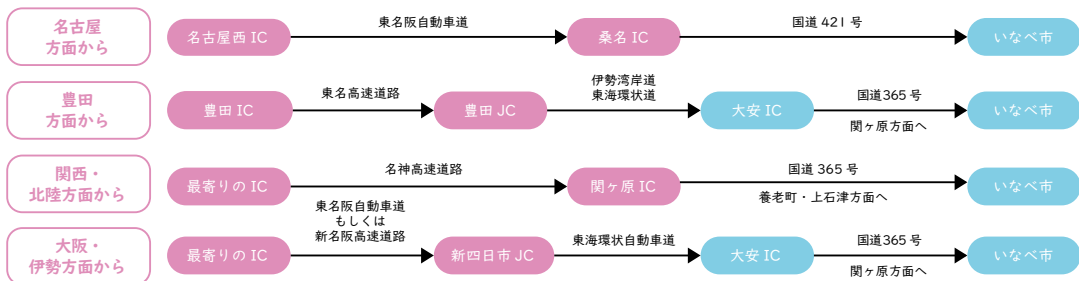 名古屋
方面から
名古屋西 IC
東名阪自動車道
桑名 IC
国道 421 号
いなべ市
豊田
方面から
豊田 IC
東名高速道路
豊田 JC
伊勢湾岸道
東海環状道
大安 IC
国道365 号
関ヶ原方面へ
いなべ市
関西・
北陸方面から
最寄りの IC
名神高速道路
関ヶ原 IC
国道 365 号
養老町・上石津方面へ
いなべ市
大阪・
伊勢方面から
最寄りの IC
東名阪自動車道
もしくは
新名阪高速道路
新四日市 JC
東海環状自動車道
大安 IC
国道365 号
関ヶ原方面へ
いなべ市